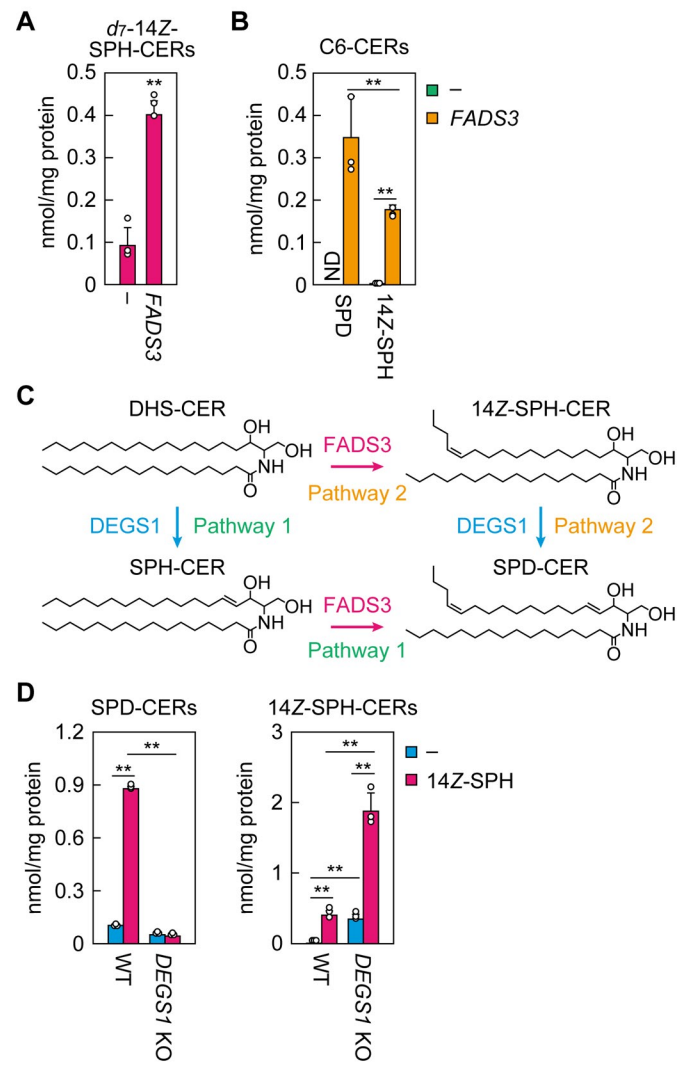 A
d7-14Z-
SPH-CERs
nmol/mg protein
0.5
0.4
0.3
0.2
0.1
0
**
–
FADS3
B
C6-CERs
nmol/mg protein
0.5
0.4
0.3
0.2
0.1
0
**
**
ND
SPD
14Z-SPH
–
FADS3
C
DHS-CER
14Z-SPH-CER
OH
OH
NH
O
FADS3
Pathway 2
OH
OH
NH
O
DEGS1
Pathway 1
DEGS1
Pathway 2
SPH-CER
SPD-CER
OH
OH
NH
O
FADS3
Pathway 1
OH
OH
NH
O
D
SPD-CERs
nmol/mg protein
1.2
0.9
0.6
0.3
0
**
**
WT
DEGS1 KO
14Z-SPH-CERs
nmol/mg protein
3
2
1
0
**
**
**
**
WT
DEGS1 KO
–
14Z-SPH